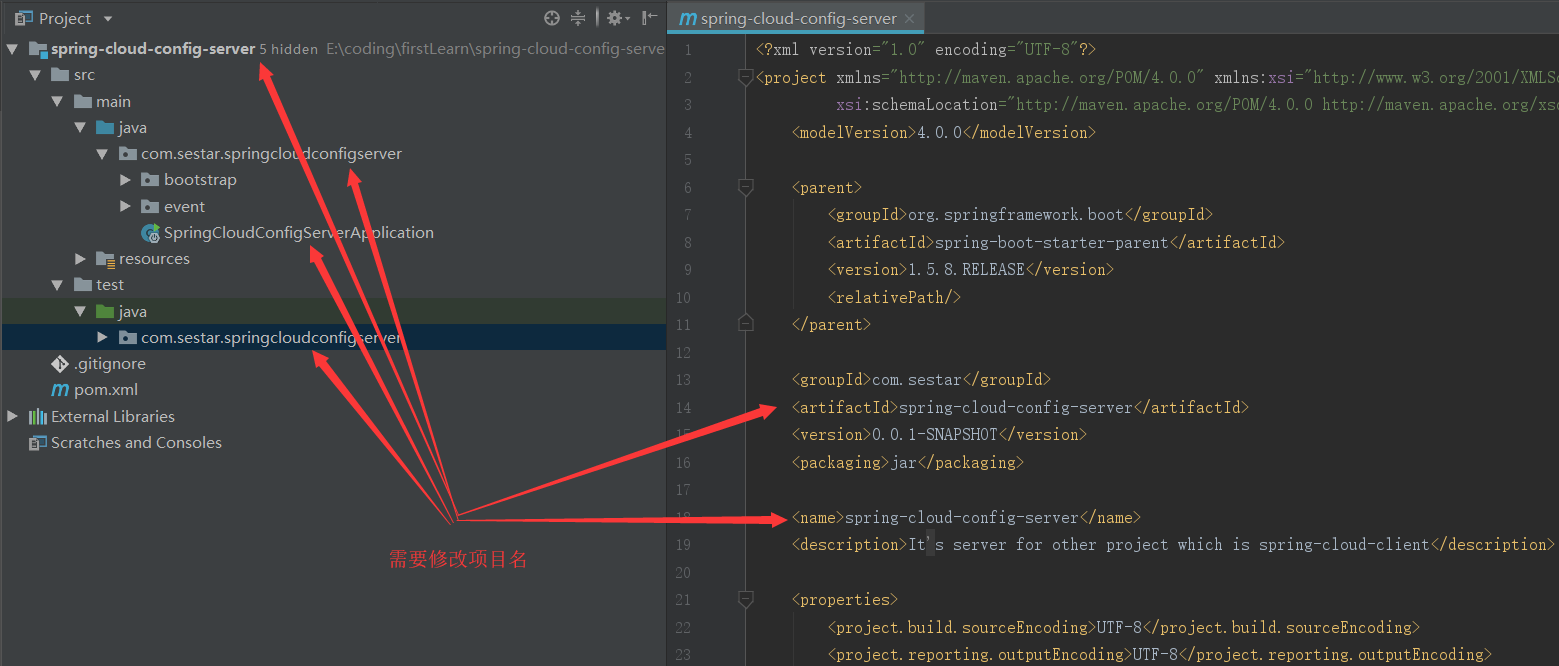 Project
spring-cloud-config-server 5 hidden E:\coding\firstLearn\spring-cloud-config-serve
src
main
java
com.sestar.springcloudconfigserver
bootstrap
event
SpringCloudConfigServerApplication
resources
test
java
com.sestar.springcloudconfigserver
.gitignore
pom.xml
External Libraries
Scratches and Consoles
需要修改项目名
spring-cloud-config-server
1 <?xml version="1.0" encoding="UTF-8"?>
2 <project xmlns="http://maven.apache.org/POM/4.0.0" xmlns:xsi="http://www.w3.org/2001/XMLSc
3 xsi:schemaLocation="http://maven.apache.org/POM/4.0.0 http://maven.apache.org/xsd
4 <modelVersion>4.0.0</modelVersion>
5
6 <parent>
7 <groupId>org.springframework.boot</groupId>
8 <artifactId>spring-boot-starter-parent</artifactId>
9 <version>1.5.8.RELEASE</version>
10 <relativePath/>
11 </parent>
12
13 <groupId>com.sestar</groupId>
14 <artifactId>spring-cloud-config-server</artifactId>
15 <version>0.0.1-SNAPSHOT</version>
16 <packaging>jar</packaging>
17
18 <name>spring-cloud-config-server</name>
19 <description>It's server for other project which is spring-cloud-client</description>
20
21 <properties>
22 <project.build.sourceEncoding>UTF-8</project.build.sourceEncoding>
23 <project.reporting.outputEncoding>UTF-8</project.reporting.outputEncoding>